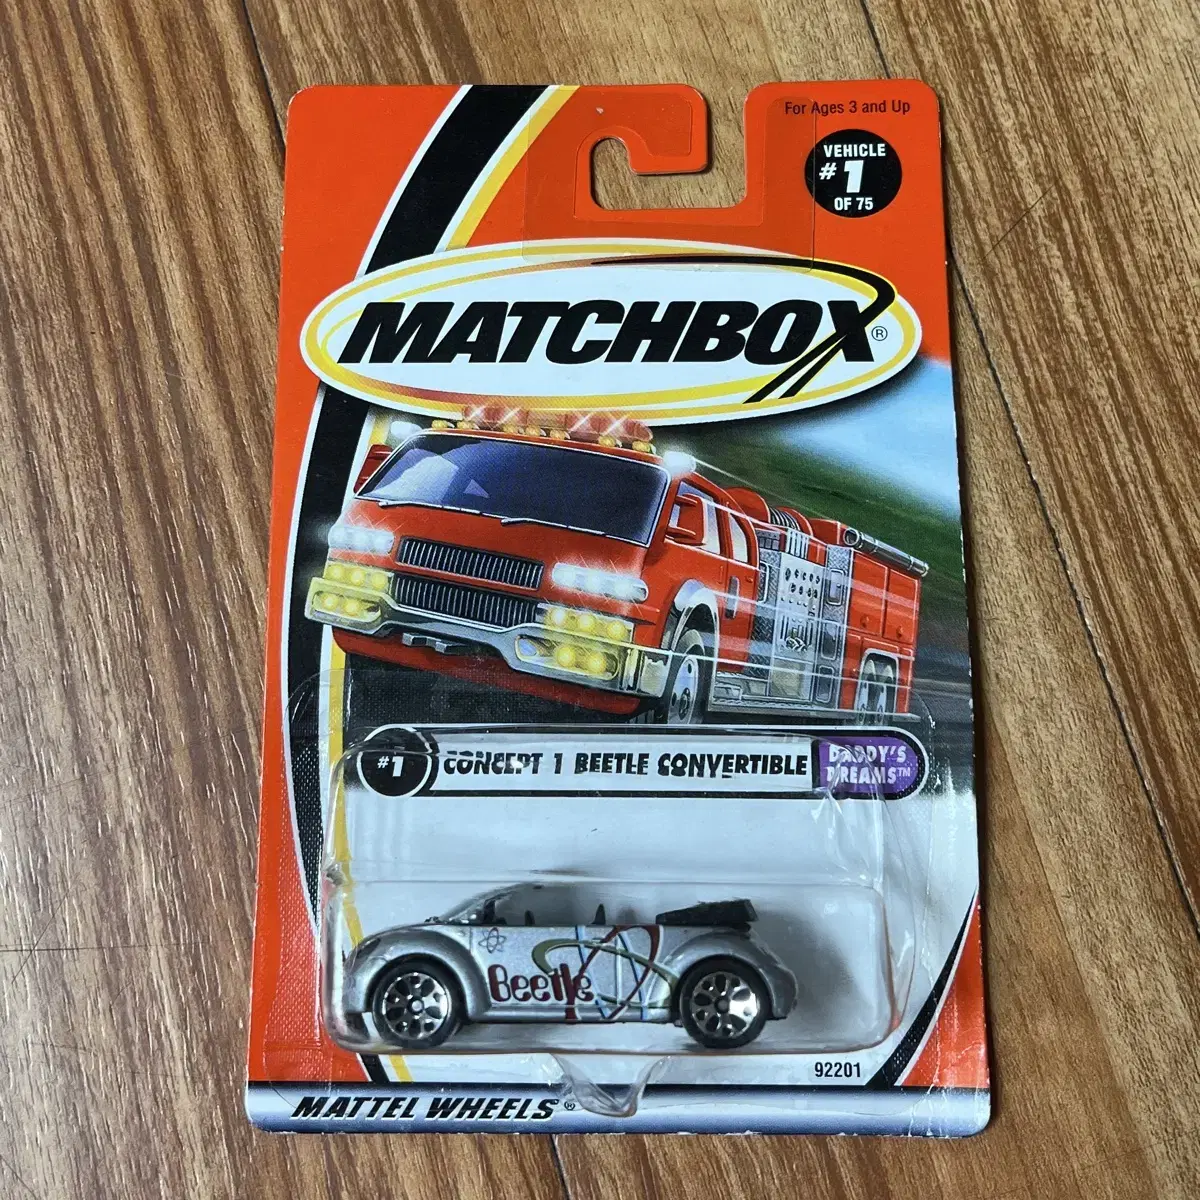 For Ages 3 and Up
VEHICLE
#1
OF 75
MATCHBOX®
#1
CONCEPT 1 BEETLE CONVERTIBLE
DADDY'S
DREAMS™
Beetle
92201
MATTEL WHEELS®